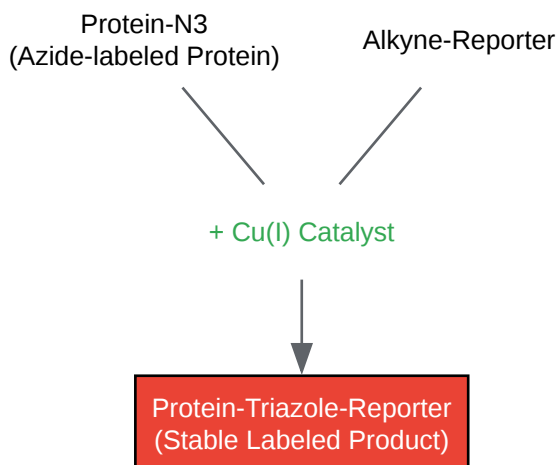 Protein-N3
(Azide-labeled Protein)
Alkyne-Reporter
+ Cu(I) Catalyst
Protein-Triazole-Reporter
(Stable Labeled Product)